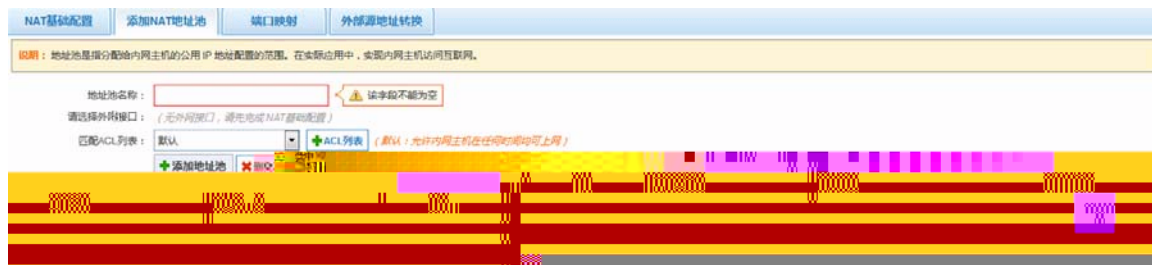 NAT基础配置 添加NAT地址池 端口映射 外部源地址转换
说明：地址池是指分配给内网主机的公用 IP 地址配置的范围。在实际应用中，实现内网主机访问互联网。
地址池名称： 该字段不能为空
请选择外网接口：（无外网接口，请先完成NAT基础配置）
匹配ACL列表： 默认 ACL列表 （默认：允许内网主机在任何时间均可上网）
添加地址池